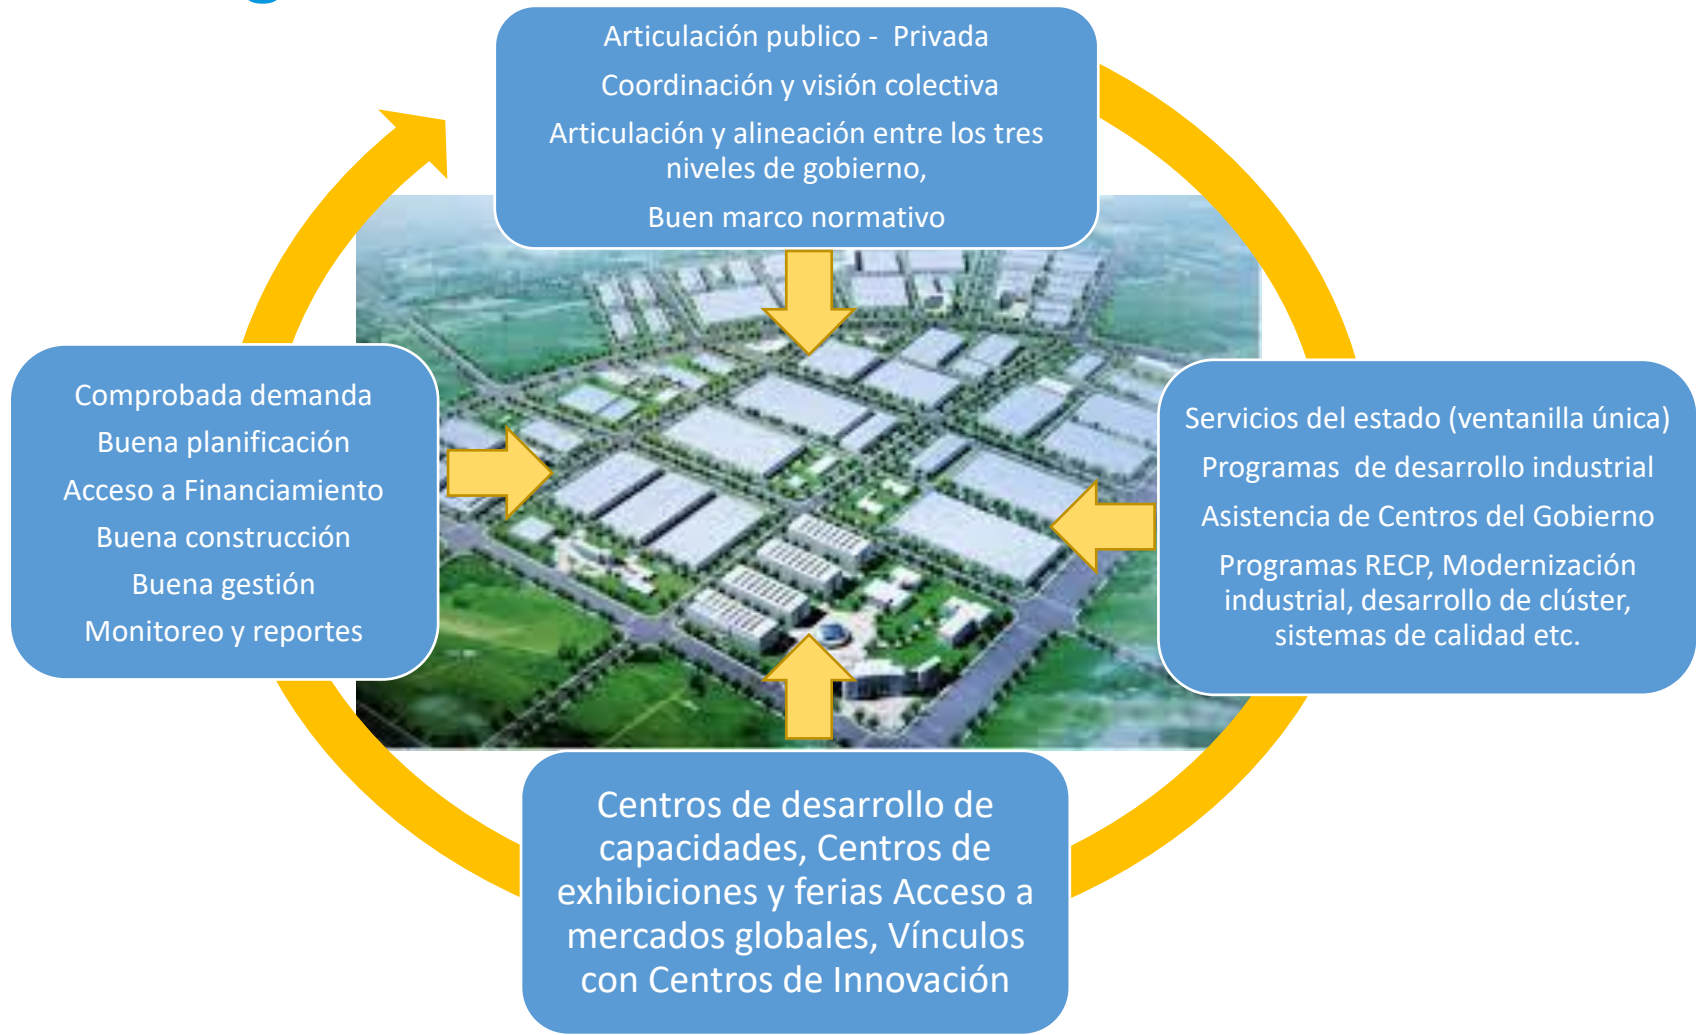 Articulación publico - Privada
Coordinación y visión colectiva
Articulación y alineación entre los tres
niveles de gobierno,
Buen marco normativo
Comprobada demanda
Buena planificación
Acceso a Financiamiento
Buena construcción
Buena gestión
Monitoreo y reportes
Servicios del estado (ventanilla única)
Programas de desarrollo industrial
Asistencia de Centros del Gobierno
Programas RECP, Modernización
industrial, desarrollo de clúster,
sistemas de calidad etc.
Centros de desarrollo de
capacidades, Centros de
exhibiciones y ferias Acceso a
mercados globales, Vínculos
con Centros de Innovación